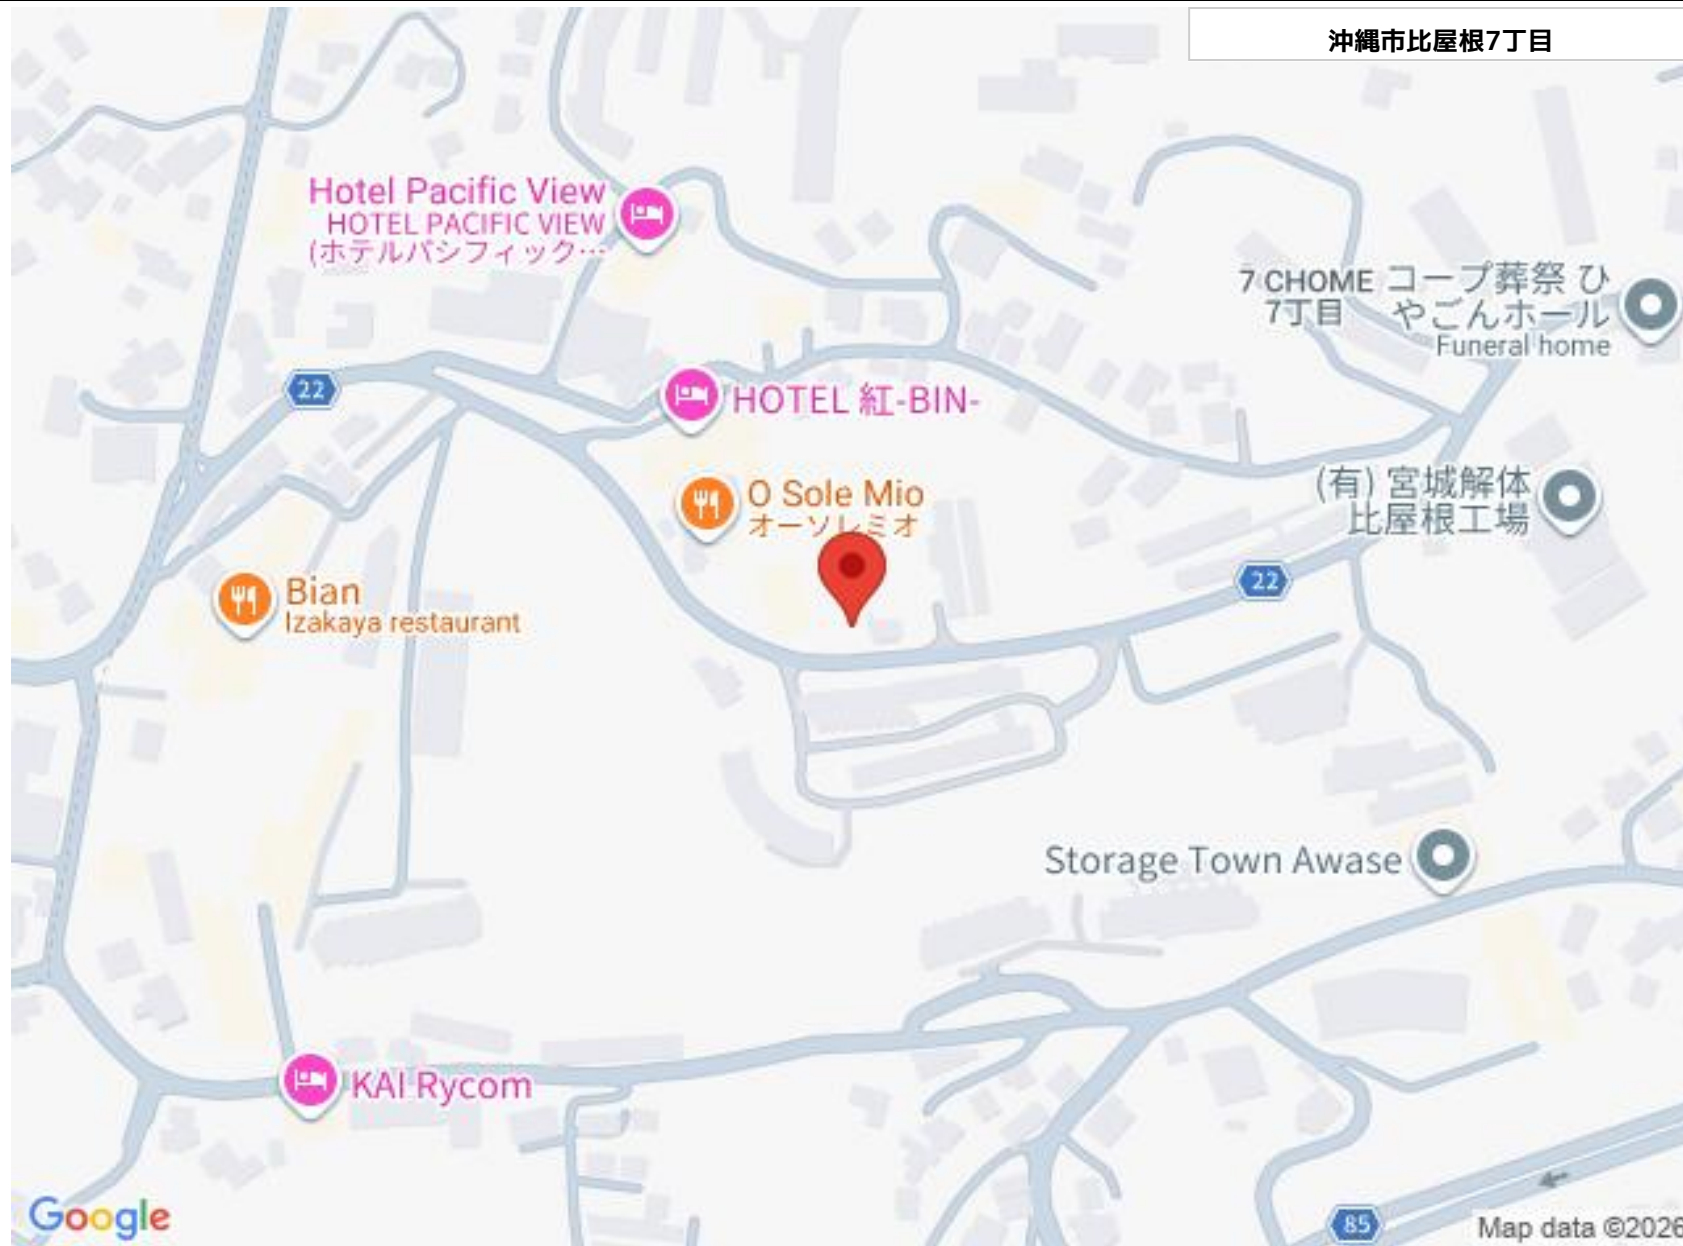 沖縄市比屋根7丁目
Hotel Pacific View
HOTEL PACIFIC VIEW
(ホテルパシフィック…
7 CHOME
7丁目
コープ葬祭 ひ
やごんホール
Funeral home
22
HOTEL 紅-BIN-
O Sole Mio
オーソレミオ
(有) 宮城解体
比屋根工場
22
Bian
Izakaya restaurant
Storage Town Awase
KAI Rycom
Google
85
Map data ©2026